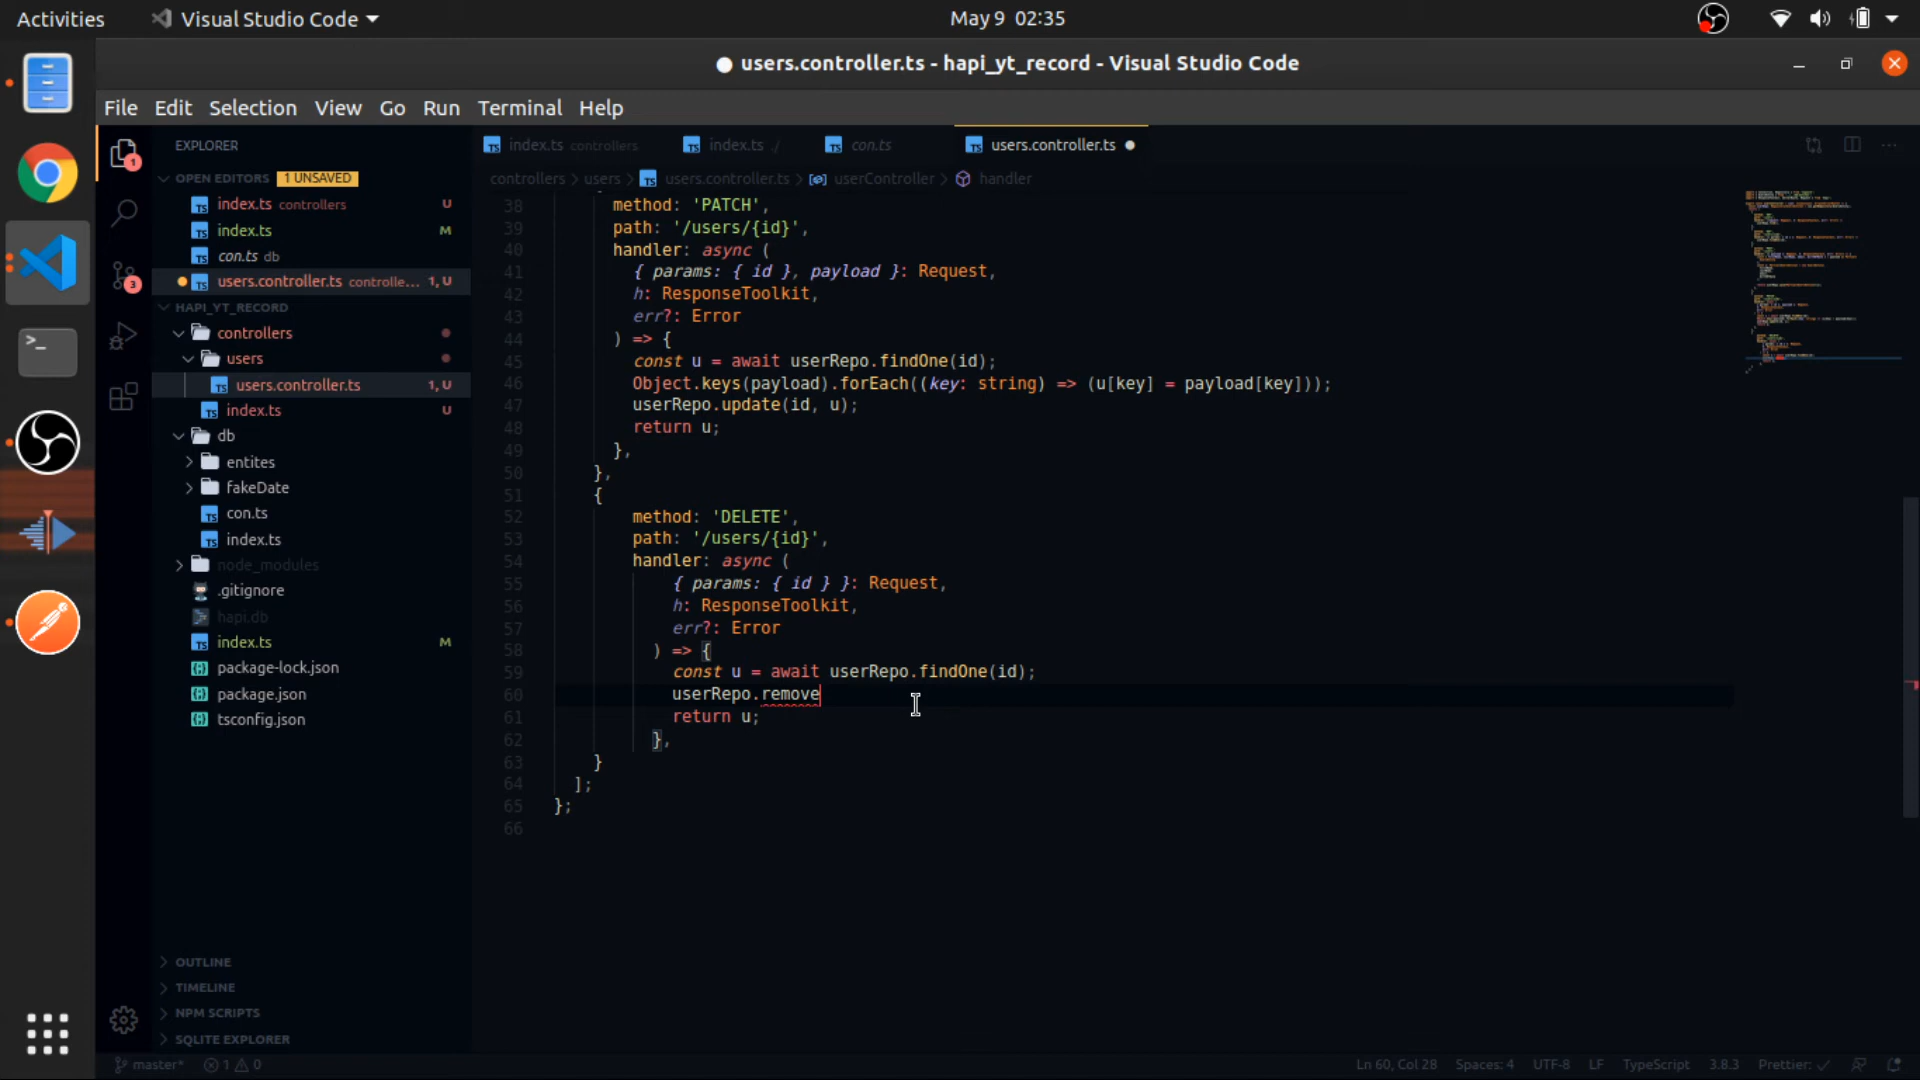 Activities
Visual Studio Code
May 9 02:35
users.controller.ts - hapi_yt_record - Visual Studio Code
File Edit Selection View Go Run Terminal Help
EXPLORER
OPEN EDITORS 1 UNSAVED
index.ts controllers U
index.ts M
con.ts db
users.controller.ts controlle... 1, U
HAPI_YT_RECORD
controllers
users
users.controller.ts 1, U
index.ts U
db
entites
fakeDate
con.ts
index.ts
node_modules
.gitignore
hapi.db
index.ts M
package-lock.json
package.json
tsconfig.json
OUTLINE
TIMELINE
NPM SCRIPTS
SQLITE EXPLORER
index.ts controllers
index.ts ./
con.ts
users.controller.ts
controllers > users > users.controller.ts > userController > handler
38 method: 'PATCH',
39 path: '/users/{id}',
40 handler: async (
41 { params: { id }, payload }: Request,
42 h: ResponseToolkit,
43 err?: Error
44 ) => {
45 const u = await userRepo.findOne(id);
46 Object.keys(payload).forEach((key: string) => (u[key] = payload[key]));
47 userRepo.update(id, u);
48 return u;
49 },
50 },
51 {
52 method: 'DELETE',
53 path: '/users/{id}',
54 handler: async (
55 { params: { id } }: Request,
56 h: ResponseToolkit,
57 err?: Error
58 ) => {
59 const u = await userRepo.findOne(id);
60 userRepo.remove
61 return u;
62 },
63 }
64 ];
65 };
66
master* 1 0
Ln 60, Col 28 Spaces: 4 UTF-8 LF TypeScript 3.8.3 Prettier: ✓